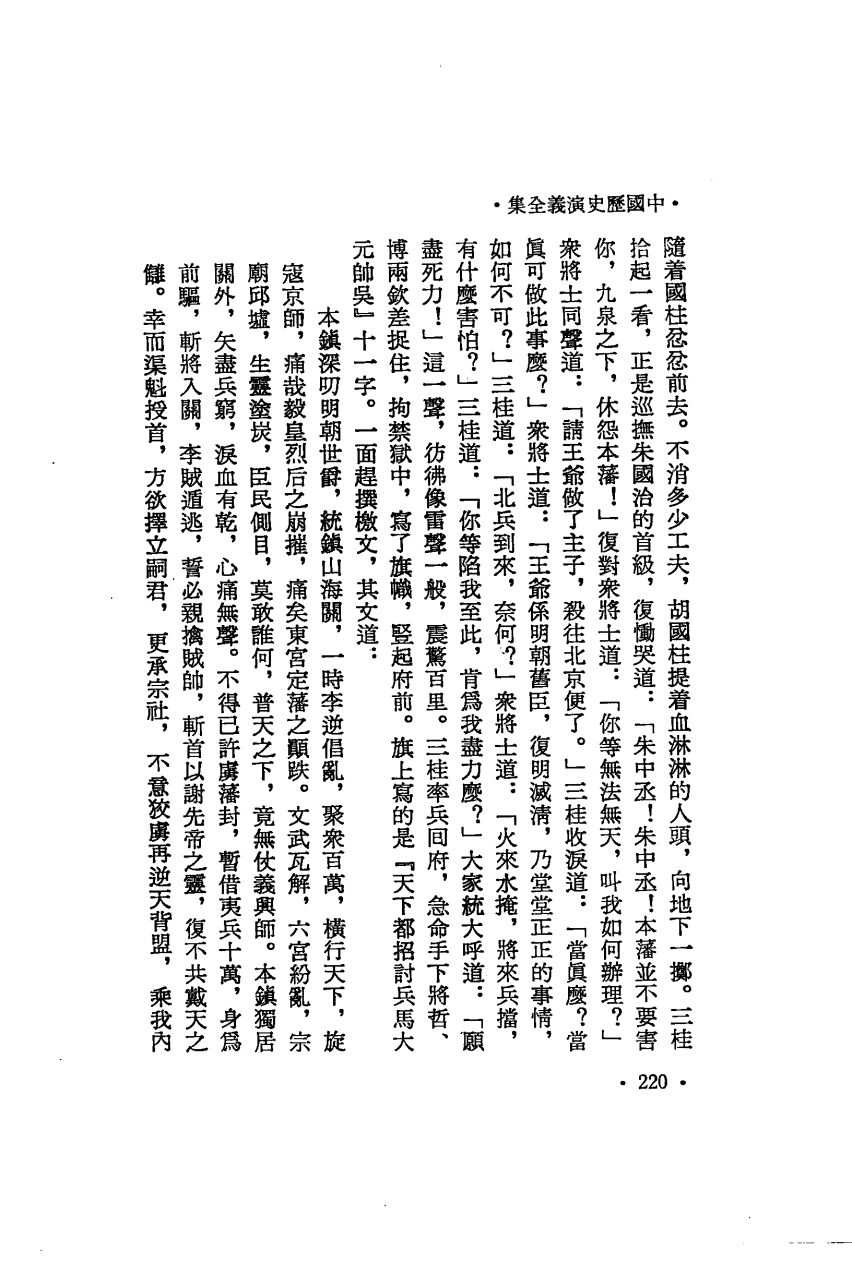 ・中國歷史演義全集・
隨着國柱忿忿前去。不消多少工夫，胡國柱提着血淋淋的人頭，向地下一擲。三桂
拾起一看，正是巡撫朱國治的首級，復慟哭道：「朱中丞！朱中丞！本藩並不要害
你，九泉之下，休怨本藩！」復對衆將士道：「你等無法無天，叫我如何辦理？」
衆將士同聲道：「請王爺做了主子，殺往北京便了。」三桂收淚道：「當眞麼？當
眞可做此事麼？」衆將士道：「王爺係明朝舊臣，復明滅淸，乃堂堂正正的事情，
如何不可？」三桂道：「北兵到來，奈何？」衆將士道：「火來水掩，將來兵擋，
有什麼害怕？」三桂道：「你等陷我至此，肯爲我盡力麼？」大家統大呼道：「願
盡死力！」這一聲，彷彿像雷聲一般，震驚百里。三桂率兵回府，急命手下將哲、
博兩欽差捉住，拘禁獄中，寫了旗幟，豎起府前。旗上寫的是『天下都招討兵馬大
元帥吳』十一字。一面趕撰檄文，其文道：
本鎮深叨明朝世爵，統鎮山海關，一時李逆倡亂，聚衆百萬，橫行天下，旋
寇京師，痛哉毅皇烈后之崩摧，痛矣東宮定藩之顚跌。文武瓦解，六宮紛亂，宗
廟邱墟，生靈塗炭，臣民側目，莫敢誰何，普天之下，竟無仗義興師。本鎮獨居
關外，矢盡兵窮，淚血有乾，心痛無聲。不得已許虜藩封，暫借夷兵十萬，身爲
前驅，斬將入關，李賊遁逃，誓必親擒賊帥，斬首以謝先帝之靈，復不共戴天之
讎。幸而渠魁授首，方欲擇立嗣君，更承宗社，不意狡虜再逆天背盟，乘我內
・220・